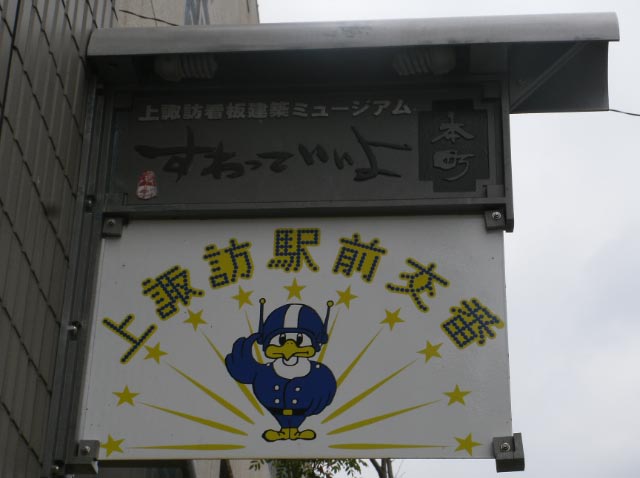 上諏訪看板建築ミュージアム
すわっていいよ
本町
上諏訪駅前交番